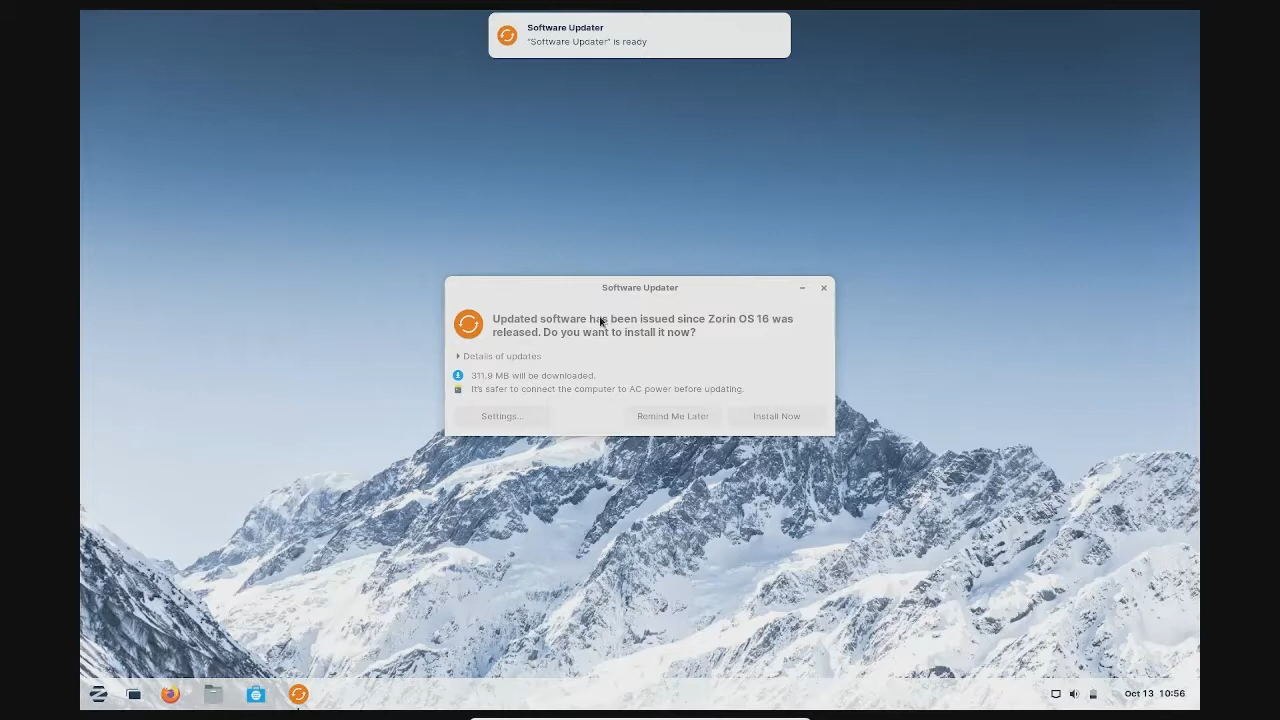 Software Updater
"Software Updater" is ready
Software Updater
Updated software has been issued since Zorin OS 16 was
released. Do you want to install it now?
Details of updates
311.9 MB will be downloaded.
It's safer to connect the computer to AC power before updating.
Settings...
Remind Me Later
Install Now
Oct 13 10:56